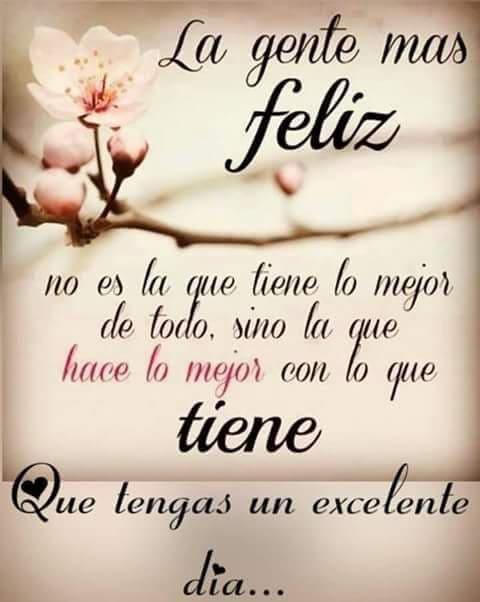 La gente mas
feliz
no es la que tiene lo mejor
de todo, sino la que
hace lo mejor con lo que
tiene
Que tengas un excelente
dia...